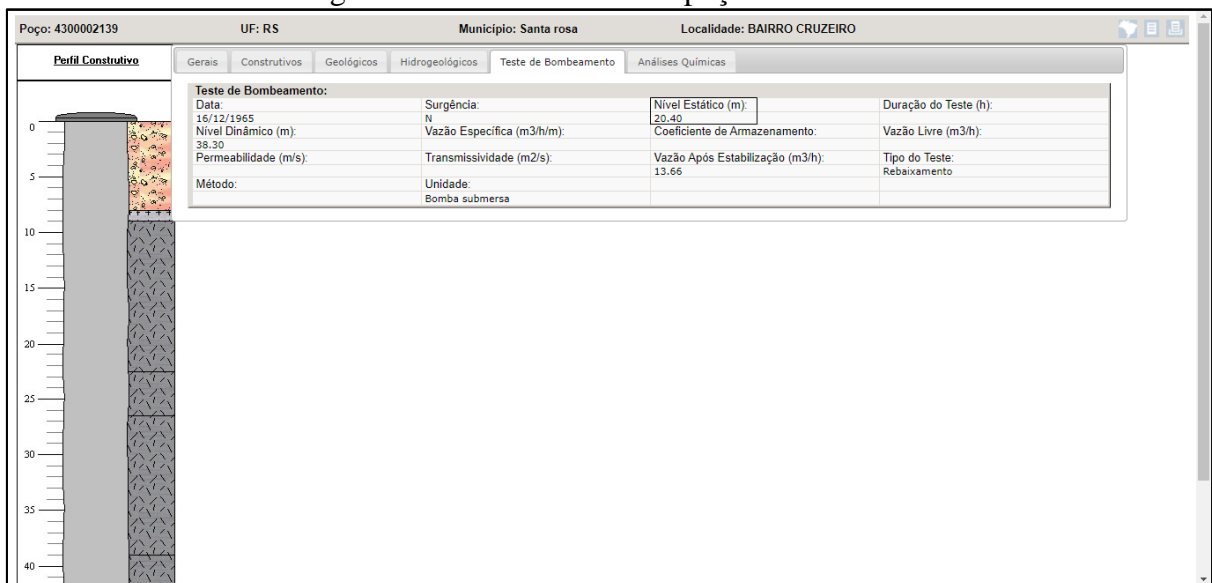 Poço: 4300002139 UF: RS Município: Santa rosa Localidade: BAIRRO CRUZEIRO
Perfil Construtivo
Gerais Construtivos Geológicos Hidrogeológicos Teste de Bombeamento Análises Químicas
Teste de Bombeamento:
Data: Surgência: Nível Estático (m): Duração do Teste (h):
16/12/1965 N 20.40
Nível Dinâmico (m): Vazão Específica (m3/h/m): Coeficiente de Armazenamento: Vazão Livre (m3/h):
38.30
Permeabilidade (m/s): Transmissividade (m2/s): Vazão Após Estabilização (m3/h): Tipo do Teste:
13.66 Rebaixamento
Método: Unidade:
Bomba submersa
0
5
10
15
20
25
30
35
40